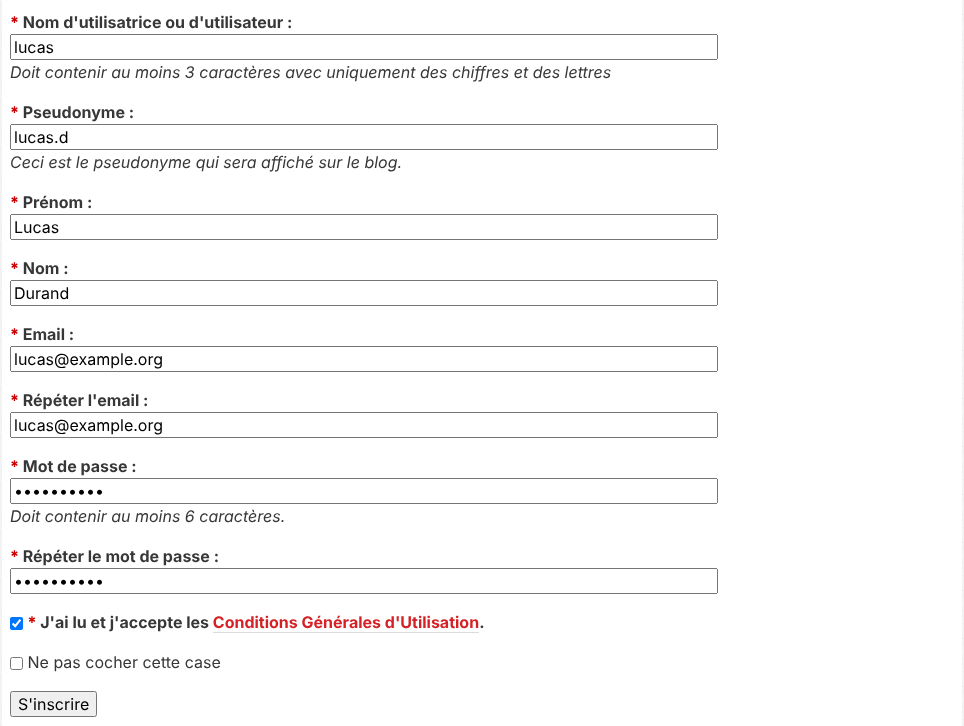 * Nom d'utilisatrice ou d'utilisateur :
lucas
Doit contenir au moins 3 caractères avec uniquement des chiffres et des lettres
* Pseudonyme :
lucas.d
Ceci est le pseudonyme qui sera affiché sur le blog.
* Prénom :
Lucas
* Nom :
Durand
* Email :
lucas@example.org
* Répéter l'email :
lucas@example.org
* Mot de passe :
••••••••••
Doit contenir au moins 6 caractères.
* Répéter le mot de passe :
••••••••••
* J'ai lu et j'accepte les Conditions Générales d'Utilisation.
Ne pas cocher cette case
S'inscrire